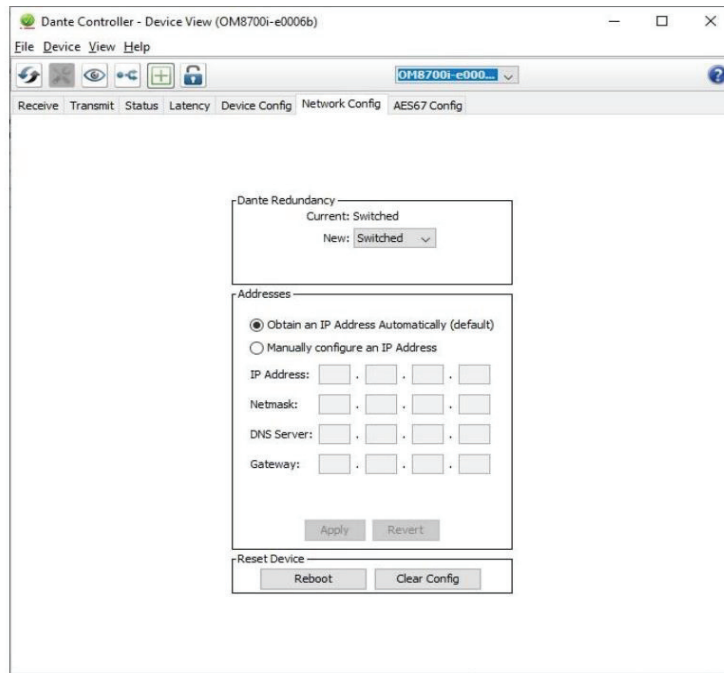 Dante Controller - Device View (OM8700i-e0006b)
File Device View Help
OM8700i-e000...
Receive Transmit Status Latency Device Config Network Config AES67 Config
Dante Redundancy
Current: Switched
New: Switched
Addresses
Obtain an IP Address Automatically (default)
Manually configure an IP Address
IP Address: . . .
Netmask: . . .
DNS Server: . . .
Gateway: . . .
Apply Revert
Reset Device
Reboot Clear Config